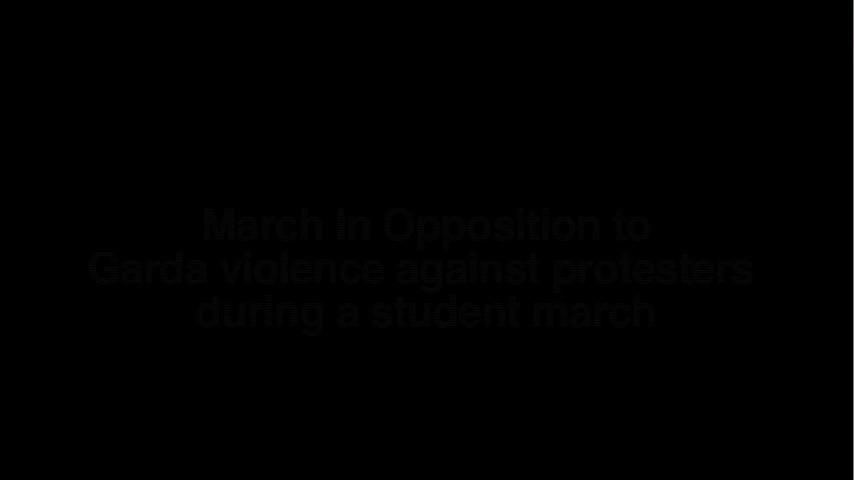 March in Opposition to
Garda violence against protesters
during a student march